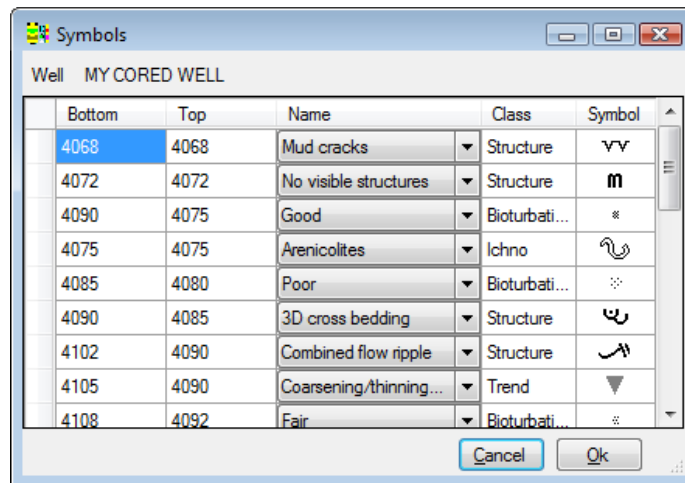 Symbols
Well MY CORED WELL
Bottom Top Name Class Symbol
4068 4068 Mud cracks Structure
4072 4072 No visible structures Structure m
4090 4075 Good Bioturbati...
4075 4075 Arenicolites Ichno
4085 4080 Poor Bioturbati...
4090 4085 3D cross bedding Structure
4102 4090 Combined flow ripple Structure
4105 4090 Coarsening/thinning... Trend
4108 4092 Fair Bioturbati...
Cancel Ok